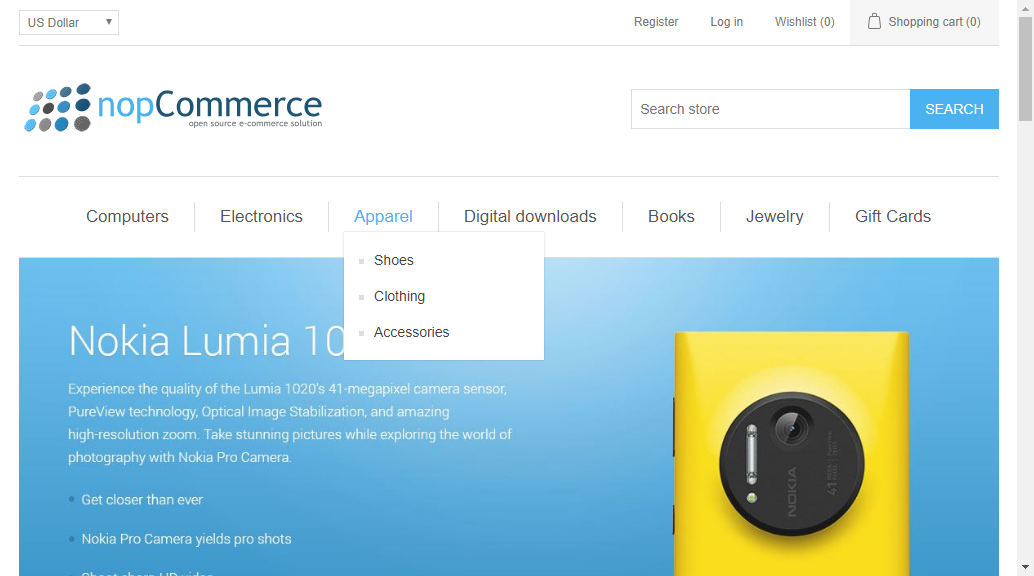 US Dollar
Register
Log in
Wishlist (0)
Shopping cart (0)
nopCommerce
open source e-commerce solution
Search store
SEARCH
Computers
Electronics
Apparel
Digital downloads
Books
Jewelry
Gift Cards
Shoes
Clothing
Accessories
Nokia Lumia 10
Experience the quality of the Lumia 1020's 41-megapixel camera sensor,
PureView technology, Optical Image Stabilization, and amazing
high-resolution zoom. Take stunning pictures while exploring the world of
photography with Nokia Pro Camera.
Get closer than ever
Nokia Pro Camera yields pro shots
NOKIA
41